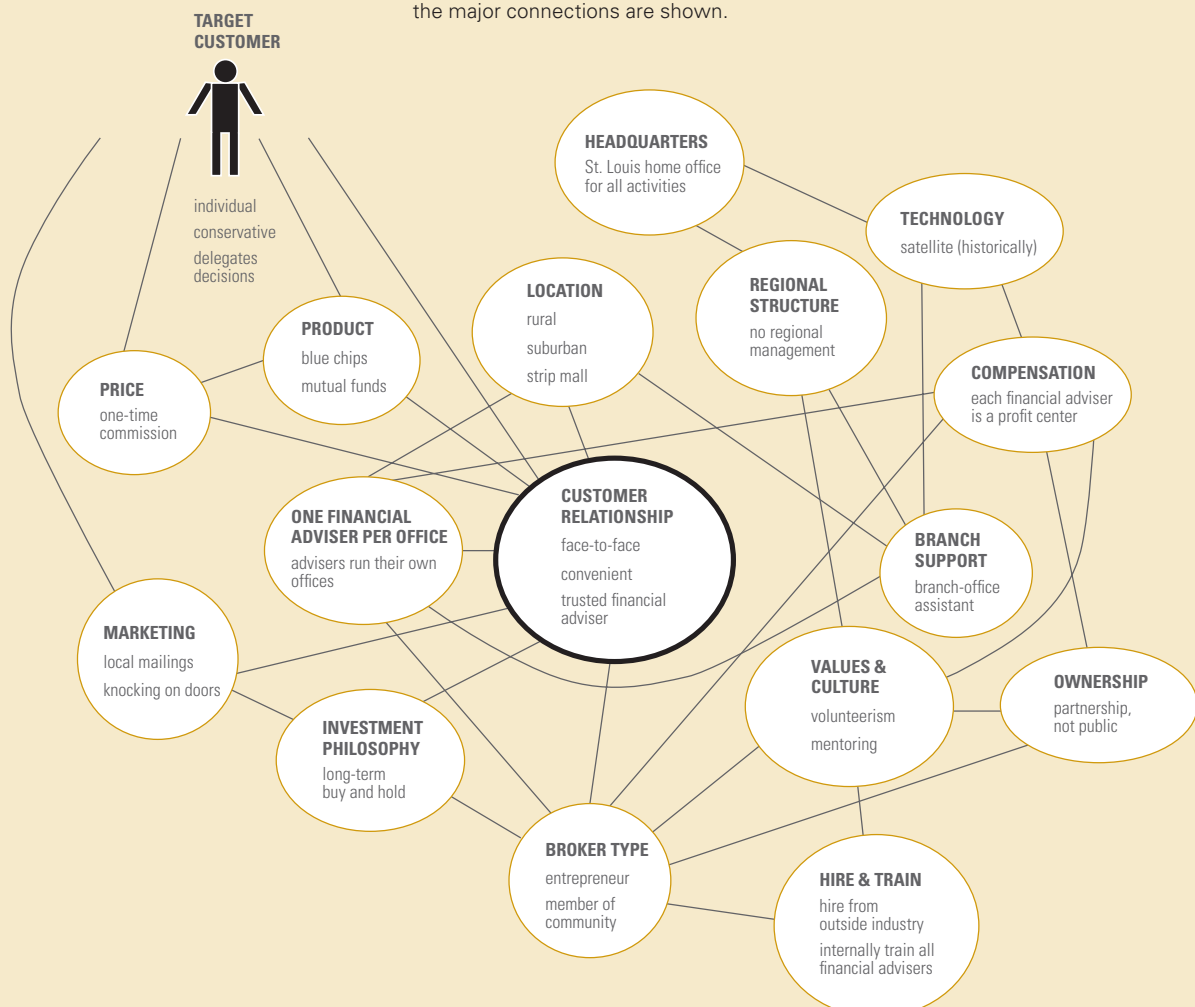 the major connections are shown.
TARGET
CUSTOMER
individual
conservative
delegates
decisions
HEADQUARTERS
St. Louis home office
for all activities
TECHNOLOGY
satellite (historically)
LOCATION
rural
suburban
strip mall
REGIONAL
STRUCTURE
no regional
management
PRODUCT
blue chips
mutual funds
PRICE
one-time
commission
COMPENSATION
each financial adviser
is a profit center
CUSTOMER
RELATIONSHIP
face-to-face
convenient
trusted financial
adviser
ONE FINANCIAL
ADVISER PER OFFICE
advisers run their own
offices
BRANCH
SUPPORT
branch-office
assistant
MARKETING
local mailings
knocking on doors
VALUES &
CULTURE
volunteerism
mentoring
OWNERSHIP
partnership,
not public
INVESTMENT
PHILOSOPHY
long-term
buy and hold
BROKER TYPE
entrepreneur
member of
community
HIRE & TRAIN
hire from
outside industry
internally train all
financial advisers